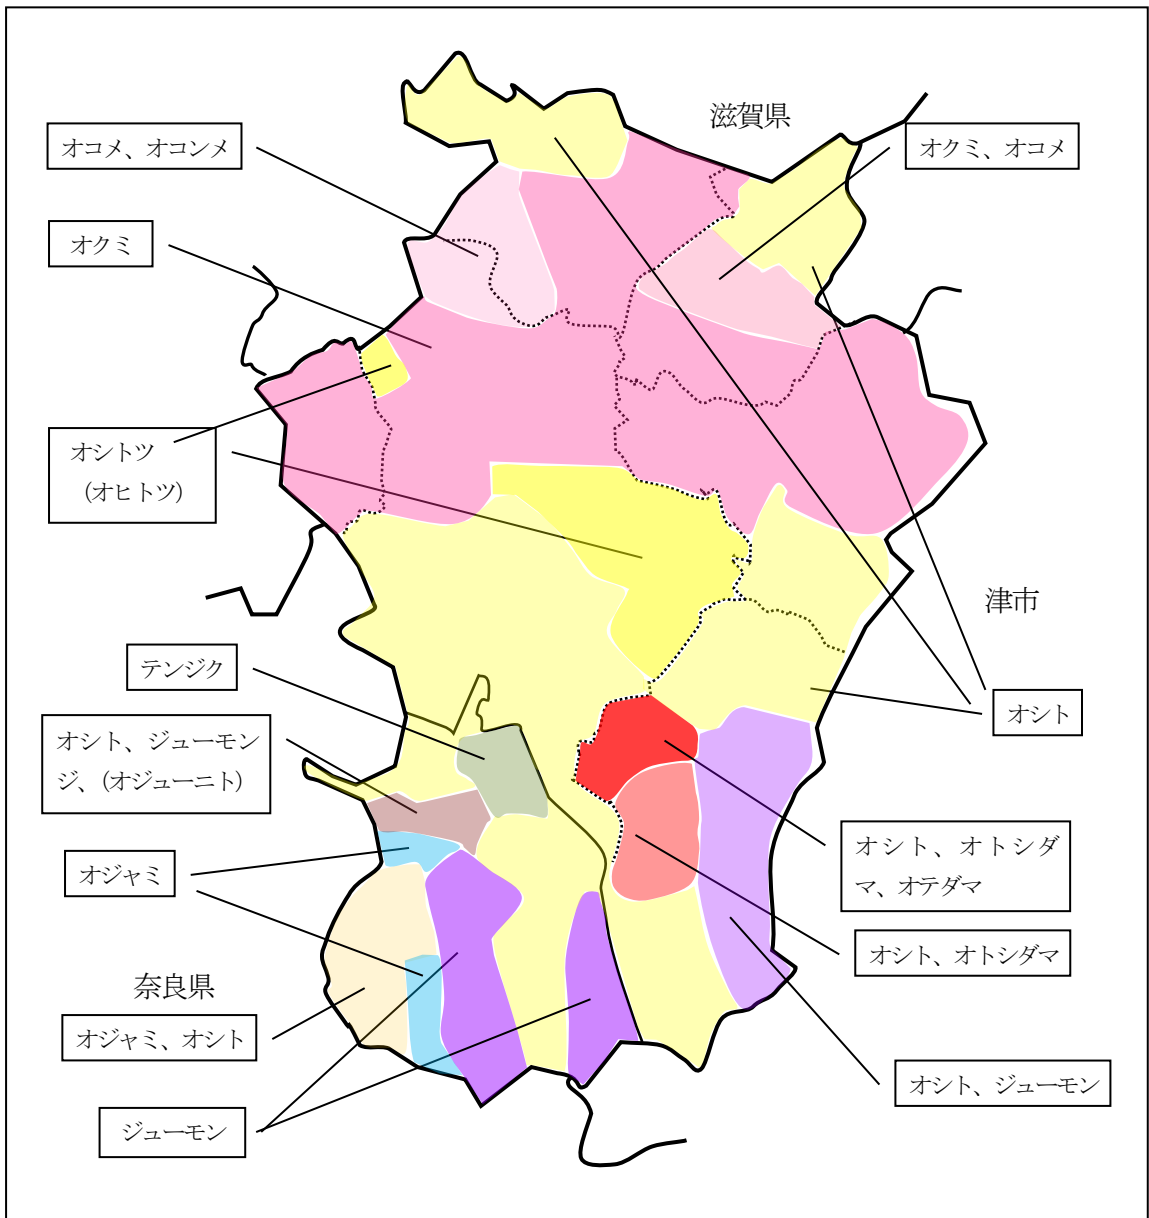 滋賀県
オコメ、オコンメ
オクミ、オコメ
オクミ
オシトツ
（オヒトツ）
津市
テンジク
オシト
オシト、ジューモン
ジ、（オジューニト）
オシト、オトシダ
マ、オテダマ
オジャミ
オシト、オトシダマ
奈良県
オジャミ、オシト
オシト、ジューモン
ジューモン